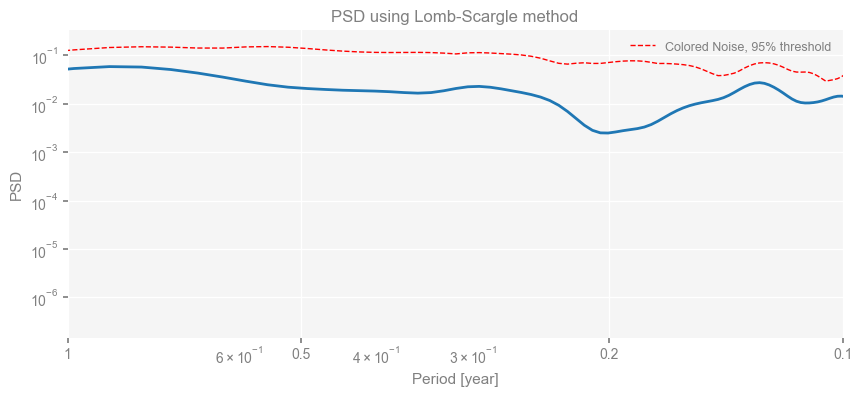 PSD using Lomb-Scargle method
Colored Noise, 95% threshold
PSD
10⁻¹
10⁻²
10⁻³
10⁻⁴
10⁻⁵
10⁻⁶
1
6 × 10⁻¹
0.5
4 × 10⁻¹
3 × 10⁻¹
0.2
0.1
Period [year]